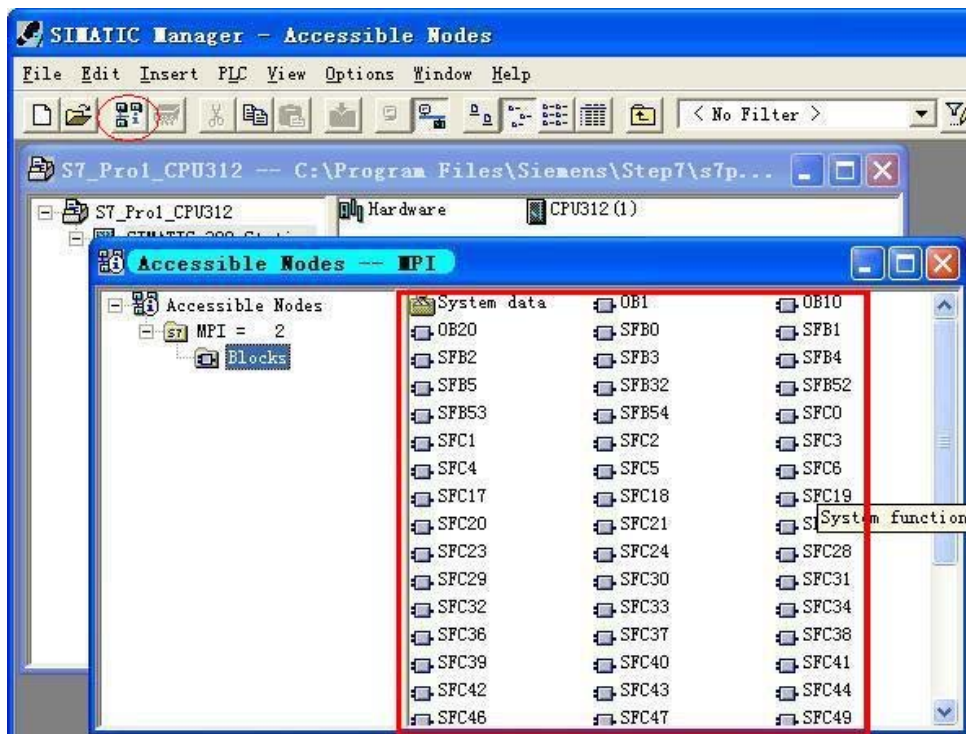 SIMATIC Manager - Accessible Nodes
File Edit Insert PLC View Options Window Help
< No Filter >
S7_Pro1_CPU312 -- C:\Program Files\Siemens\Step7\s7p...
S7_Pro1_CPU312
Hardware CPU312(1)
Accessible Nodes -- MPI
Accessible Nodes
MPI = 2
Blocks
System data OB1 OB10
OB20 SFB0 SFB1
SFB2 SFB3 SFB4
SFB5 SFB32 SFB52
SFB53 SFB54 SFC0
SFC1 SFC2 SFC3
SFC4 SFC5 SFC6
SFC17 SFC18 SFC19
SFC20 SFC21
System function
SFC23 SFC24 SFC28
SFC29 SFC30 SFC31
SFC32 SFC33 SFC34
SFC36 SFC37 SFC38
SFC39 SFC40 SFC41
SFC42 SFC43 SFC44
SFC46 SFC47 SFC49